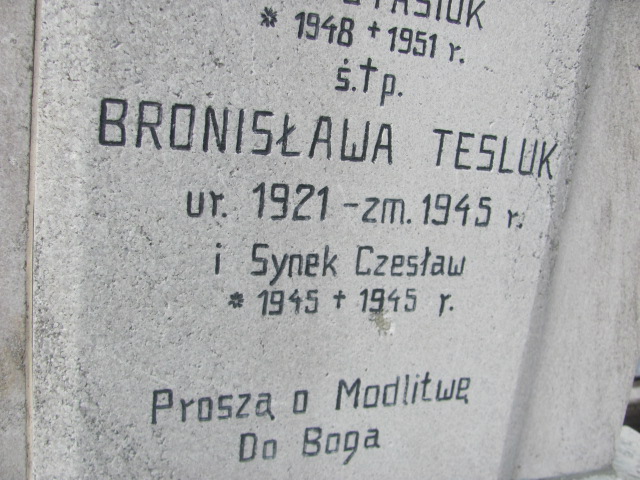 * 1948 + 1951 r.
ś.†p.
BRONISŁAWA TESLUK
ur. 1921 - zm. 1945 r.
i Synek Czesław
* 1945 + 1945 r.
Proszą o Modlitwę
Do Boga